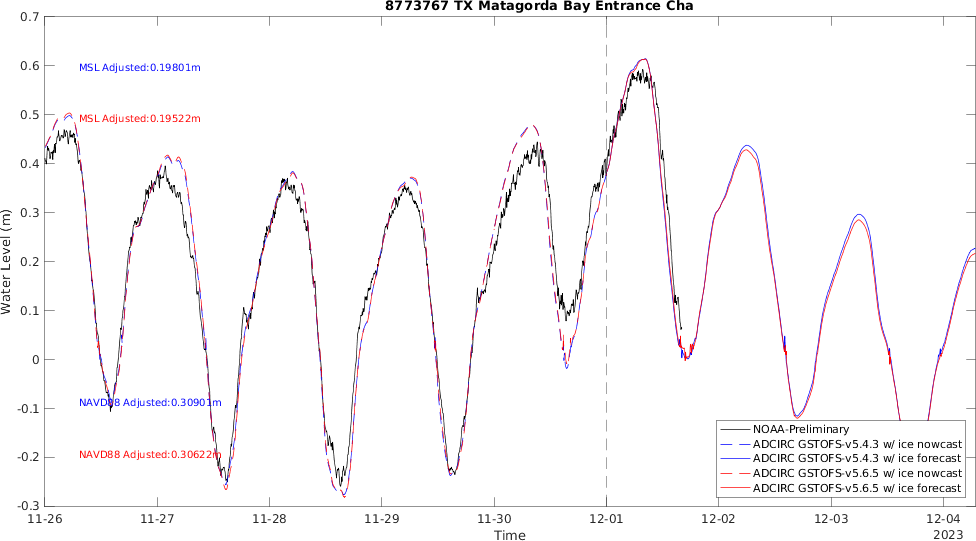 8773767 TX Matagorda Bay Entrance Cha
0.7
0.6
0.5
0.4
0.3
0.2
0.1
0
-0.1
-0.2
-0.3
Water Level (m)
MSL Adjusted:0.19801m
MSL Adjusted:0.19522m
NAVD88 Adjusted:0.30901m
NAVD88 Adjusted:0.30622m
NOAA-Preliminary
ADCIRC GSTOFS-v5.4.3 w/ ice nowcast
ADCIRC GSTOFS-v5.4.3 w/ ice forecast
ADCIRC GSTOFS-v5.6.5 w/ ice nowcast
ADCIRC GSTOFS-v5.6.5 w/ ice forecast
11-26 11-27 11-28 11-29 11-30 12-01 12-02 12-03 12-04
Time
2023